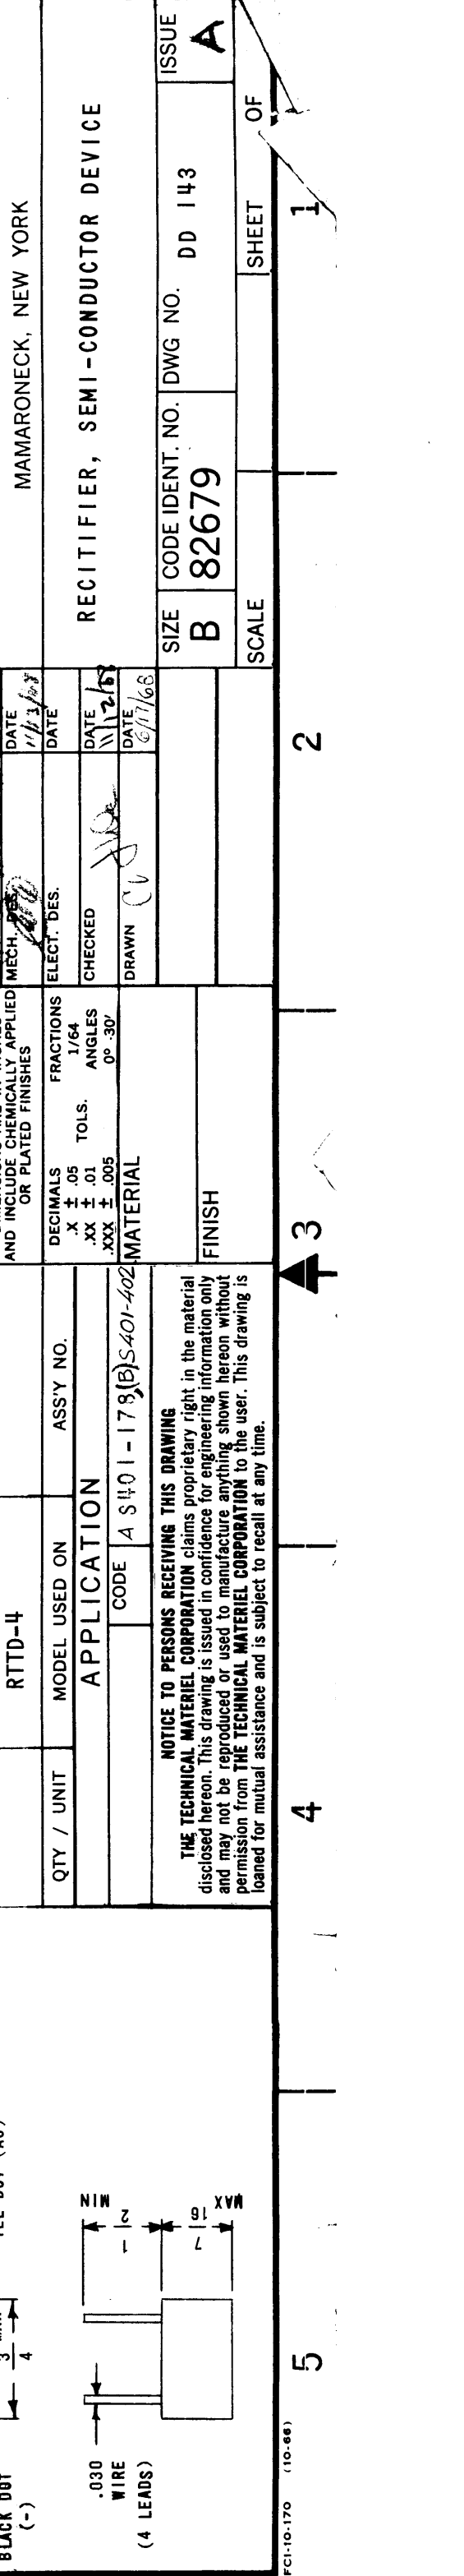 MAMARONECK, NEW YORK
RECITIFIER, SEMI-CONDUCTOR DEVICE
SIZE
B
CODE IDENT. NO.
82679
DWG NO.
DD 143
ISSUE
A
SCALE
SHEET
OF
MECH. DES.
DATE
11/13/68
ELECT. DES.
DATE
CHECKED
DATE
11/12/68
DRAWN
DATE
6/17/68
AND INCLUDE CHEMICALLY APPLIED
OR PLATED FINISHES
DECIMALS
.X ± .05
.XX ± .01
.XXX ± .005
TOLS.
FRACTIONS
1/64
ANGLES
0° -30'
MATERIAL
FINISH
RTTD-4
QTY / UNIT
MODEL USED ON
ASS'Y NO.
APPLICATION
CODE
A S401-178,(B)S401-402
NOTICE TO PERSONS RECEIVING THIS DRAWING
THE TECHNICAL MATERIEL CORPORATION claims proprietary right in the material
disclosed hereon. This drawing is issued in confidence for engineering information only
and may not be reproduced or used to manufacture anything shown hereon without
permission from THE TECHNICAL MATERIEL CORPORATION to the user. This drawing is
loaned for mutual assistance and is subject to recall at any time.
BLACK DOT
(-)
3
4
.030
WIRE
(4 LEADS)
1
2
MIN
7
16
MAX
FCI-10-170 (10-66)
5
4
3
2
1